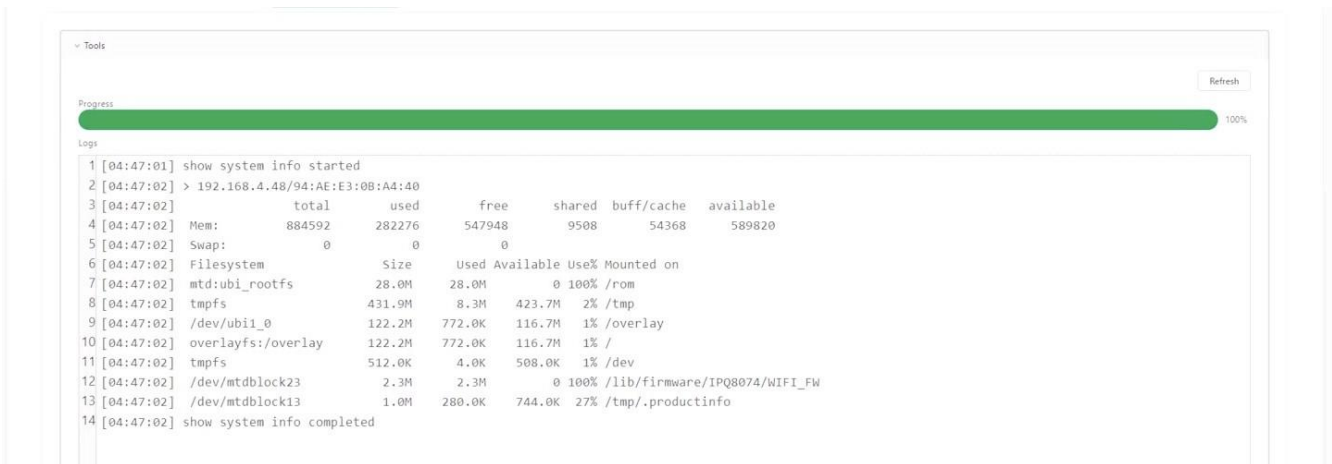 Tools
Refresh
Progress
100%
Logs
1 [04:47:01] show system info started
2 [04:47:02] > 192.168.4.48/94:AE:E3:0B:A4:40
3 [04:47:02] total used free shared buff/cache available
4 [04:47:02] Mem: 884592 282276 547948 9508 54368 589820
5 [04:47:02] Swap: 0 0 0
6 [04:47:02] Filesystem Size Used Available Use% Mounted on
7 [04:47:02] mtd:ubi_rootfs 28.0M 28.0M 0 100% /rom
8 [04:47:02] tmpfs 431.9M 8.3M 423.7M 2% /tmp
9 [04:47:02] /dev/ubi1_0 122.2M 772.0K 116.7M 1% /overlay
10 [04:47:02] overlayfs:/overlay 122.2M 772.0K 116.7M 1% /
11 [04:47:02] tmpfs 512.0K 4.0K 508.0K 1% /dev
12 [04:47:02] /dev/mtdblock23 2.3M 2.3M 0 100% /lib/firmware/IPQ8074/WIFI_FW
13 [04:47:02] /dev/mtdblock13 1.0M 280.0K 744.0K 27% /tmp/.productinfo
14 [04:47:02] show system info completed